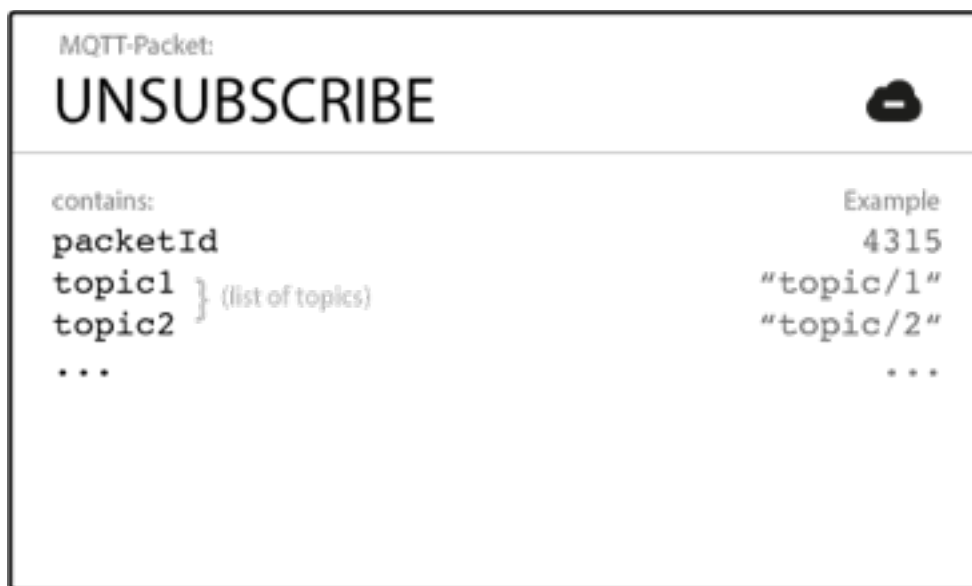 MQTT-Packet:
UNSUBSCRIBE
contains: Example
packetId 4315
topic1 } (list of topics) “topic/1“
topic2 “topic/2“
... ...